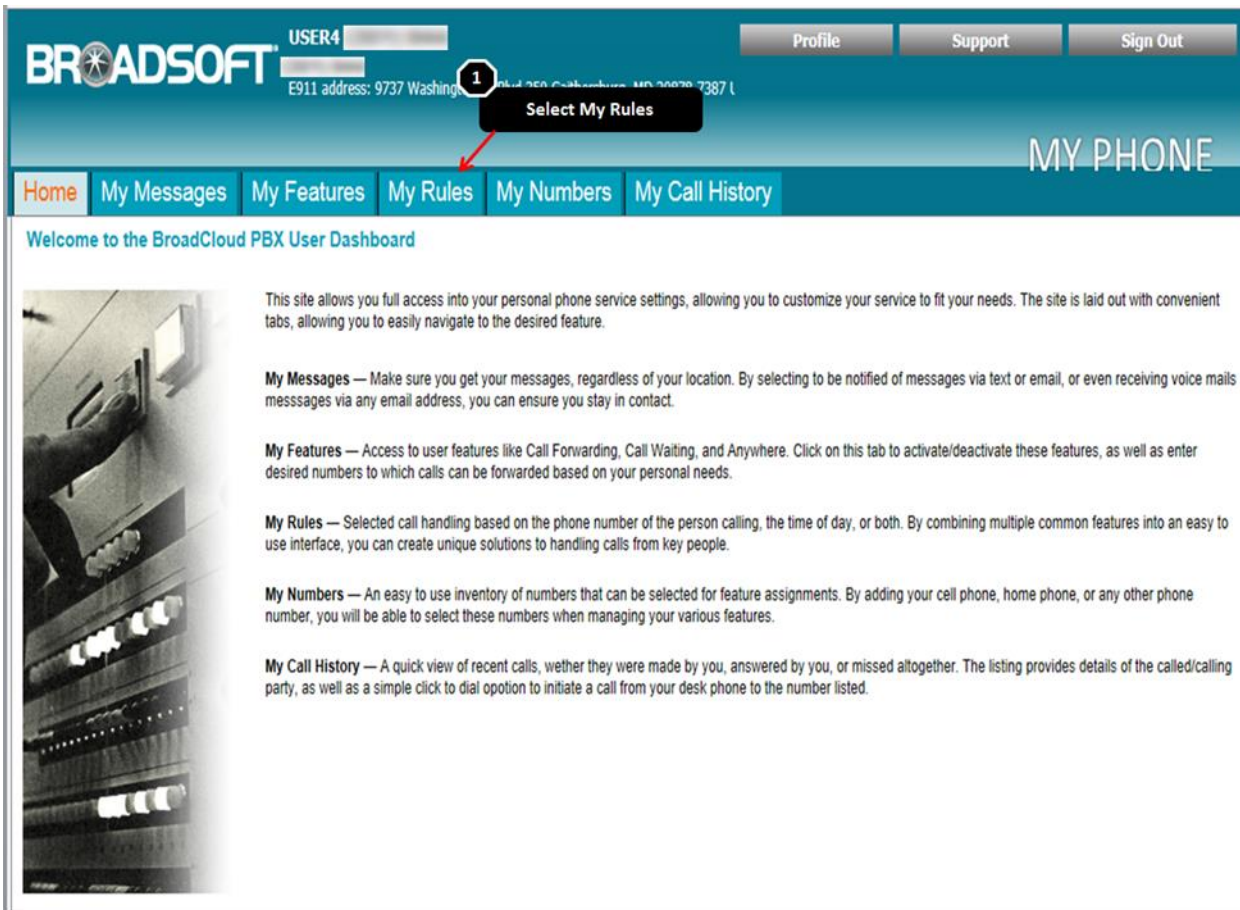 BROADSOFT
USER4
E911 address: 9737 Washing Blvd 250 Gaithersburg, MD 20878-7387 U
Profile
Support
Sign Out
1
Select My Rules
MY PHONE
Home My Messages My Features My Rules My Numbers My Call History
Welcome to the BroadCloud PBX User Dashboard
This site allows you full access into your personal phone service settings, allowing you to customize your service to fit your needs. The site is laid out with convenient
tabs, allowing you to easily navigate to the desired feature.
My Messages — Make sure you get your messages, regardless of your location. By selecting to be notified of messages via text or email, or even receiving voice mails
messsages via any email address, you can ensure you stay in contact.
My Features — Access to user features like Call Forwarding, Call Waiting, and Anywhere. Click on this tab to activate/deactivate these features, as well as enter
desired numbers to which calls can be forwarded based on your personal needs.
My Rules — Selected call handling based on the phone number of the person calling, the time of day, or both. By combining multiple common features into an easy to
use interface, you can create unique solutions to handling calls from key people.
My Numbers — An easy to use inventory of numbers that can be selected for feature assignments. By adding your cell phone, home phone, or any other phone
number, you will be able to select these numbers when managing your various features.
My Call History — A quick view of recent calls, wether they were made by you, answered by you, or missed altogether. The listing provides details of the called/calling
party, as well as a simple click to dial opotion to initiate a call from your desk phone to the number listed.